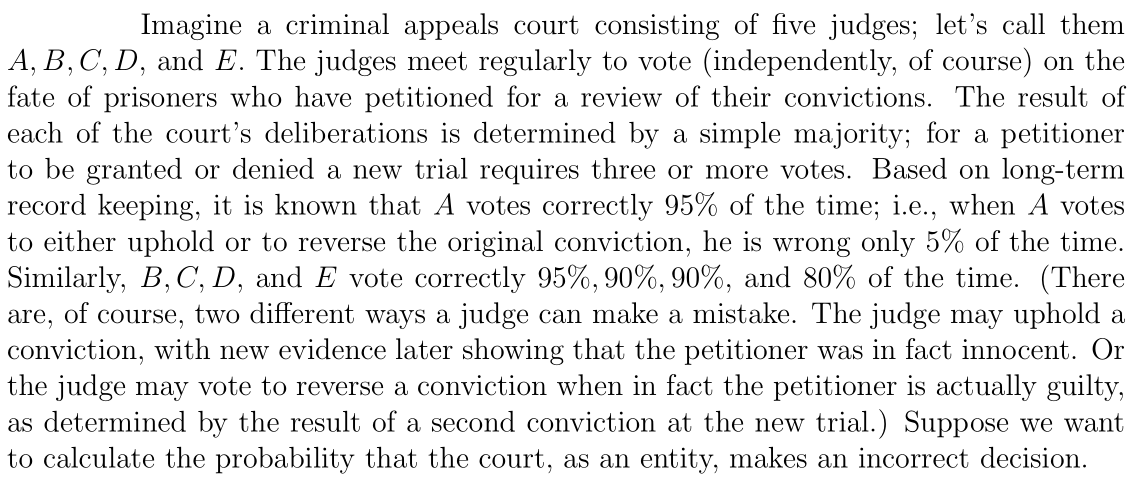 Imagine a criminal appeals court consisting of five judges; let's call them
A, B, C, D, and E. The judges meet regularly to vote (independently, of course) on the
fate of prisoners who have petitioned for a review of their convictions. The result of
each of the court's deliberations is determined by a simple majority; for a petitioner
to be granted or denied a new trial requires three or more votes. Based on long-term
record keeping, it is known that A votes correctly 95% of the time; i.e., when A votes
to either uphold or to reverse the original conviction, he is wrong only 5% of the time.
Similarly, B, C, D, and E vote correctly 95%, 90%, 90%, and 80% of the time. (There
are, of course, two different ways a judge can make a mistake. The judge may uphold a
conviction, with new evidence later showing that the petitioner was in fact innocent. Or
the judge may vote to reverse a conviction when in fact the petitioner is actually guilty,
as determined by the result of a second conviction at the new trial.) Suppose we want
to calculate the probability that the court, as an entity, makes an incorrect decision.